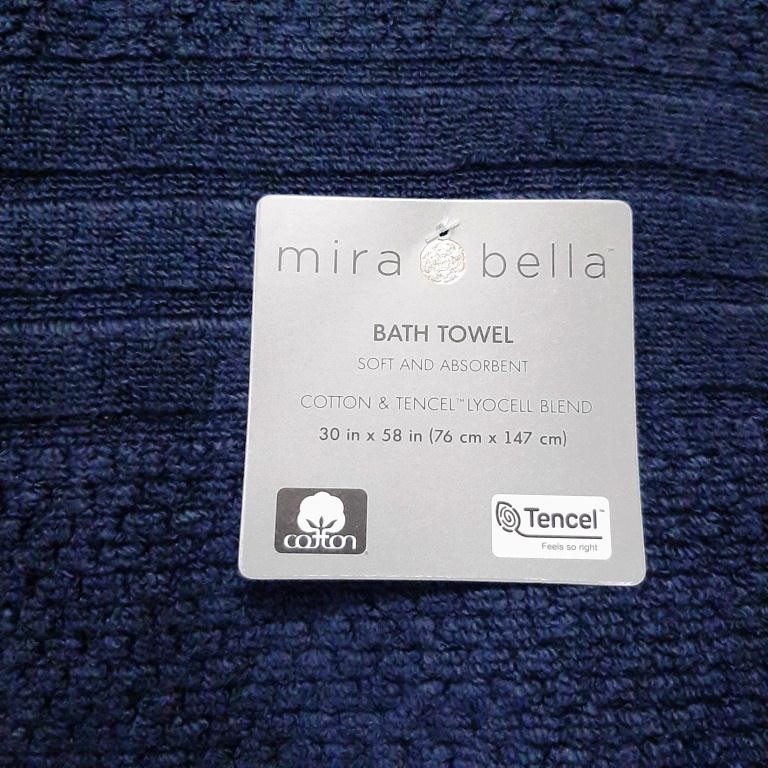 mira bella™
BATH TOWEL
SOFT AND ABSORBENT
COTTON & TENCEL™ LYOCELL BLEND
30 in x 58 in (76 cm x 147 cm)
cotton
Tencel™
Feels so right